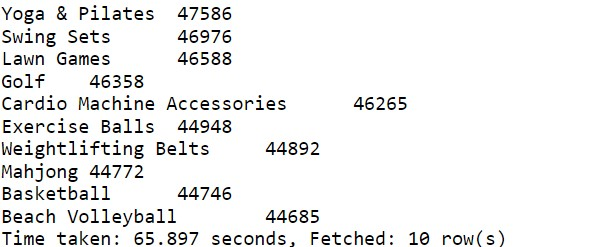 Yoga & Pilates	47586
Swing Sets	46976
Lawn Games	46588
Golf	46358
Cardio Machine Accessories	46265
Exercise Balls	44948
Weightlifting Belts	44892
Mahjong	44772
Basketball	44746
Beach Volleyball	44685
Time taken: 65.897 seconds, Fetched: 10 row(s)